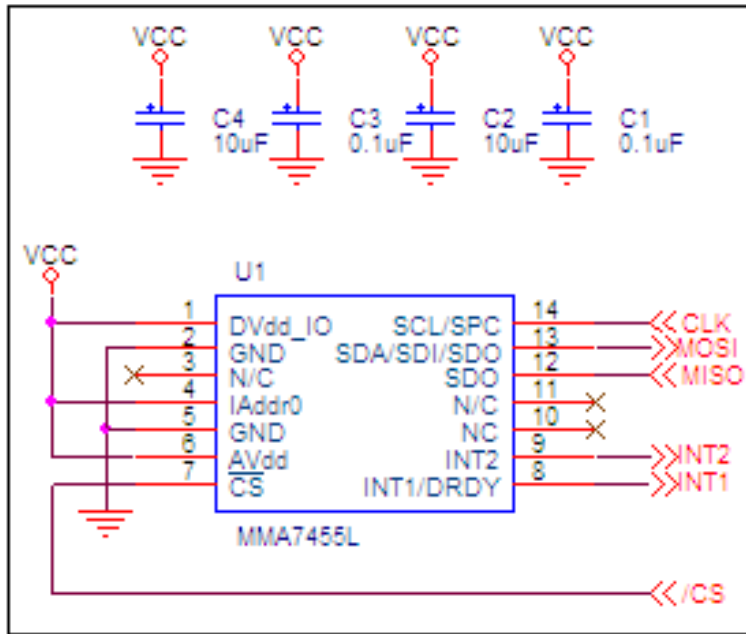 VCC VCC VCC VCC
C4 C3 C2 C1
10uF 0.1uF 10uF 0.1uF
VCC
U1
1 DVdd_IO SCL/SPC 14 CLK
2 GND SDA/SDI/SDO 13 MOSI
3 N/C SDO 12 MISO
4 IAddr0 N/C 11
5 GND NC 10
6 AVdd INT2 9 INT2
7 CS INT1/DRDY 8 INT1
MMA7455L
/CS